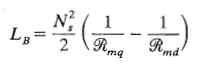 L_B = \frac{N_s^2}{2} \left( \frac{1}{\mathcal{R}_{mq}} - \frac{1}{\mathcal{R}_{md}} \right)